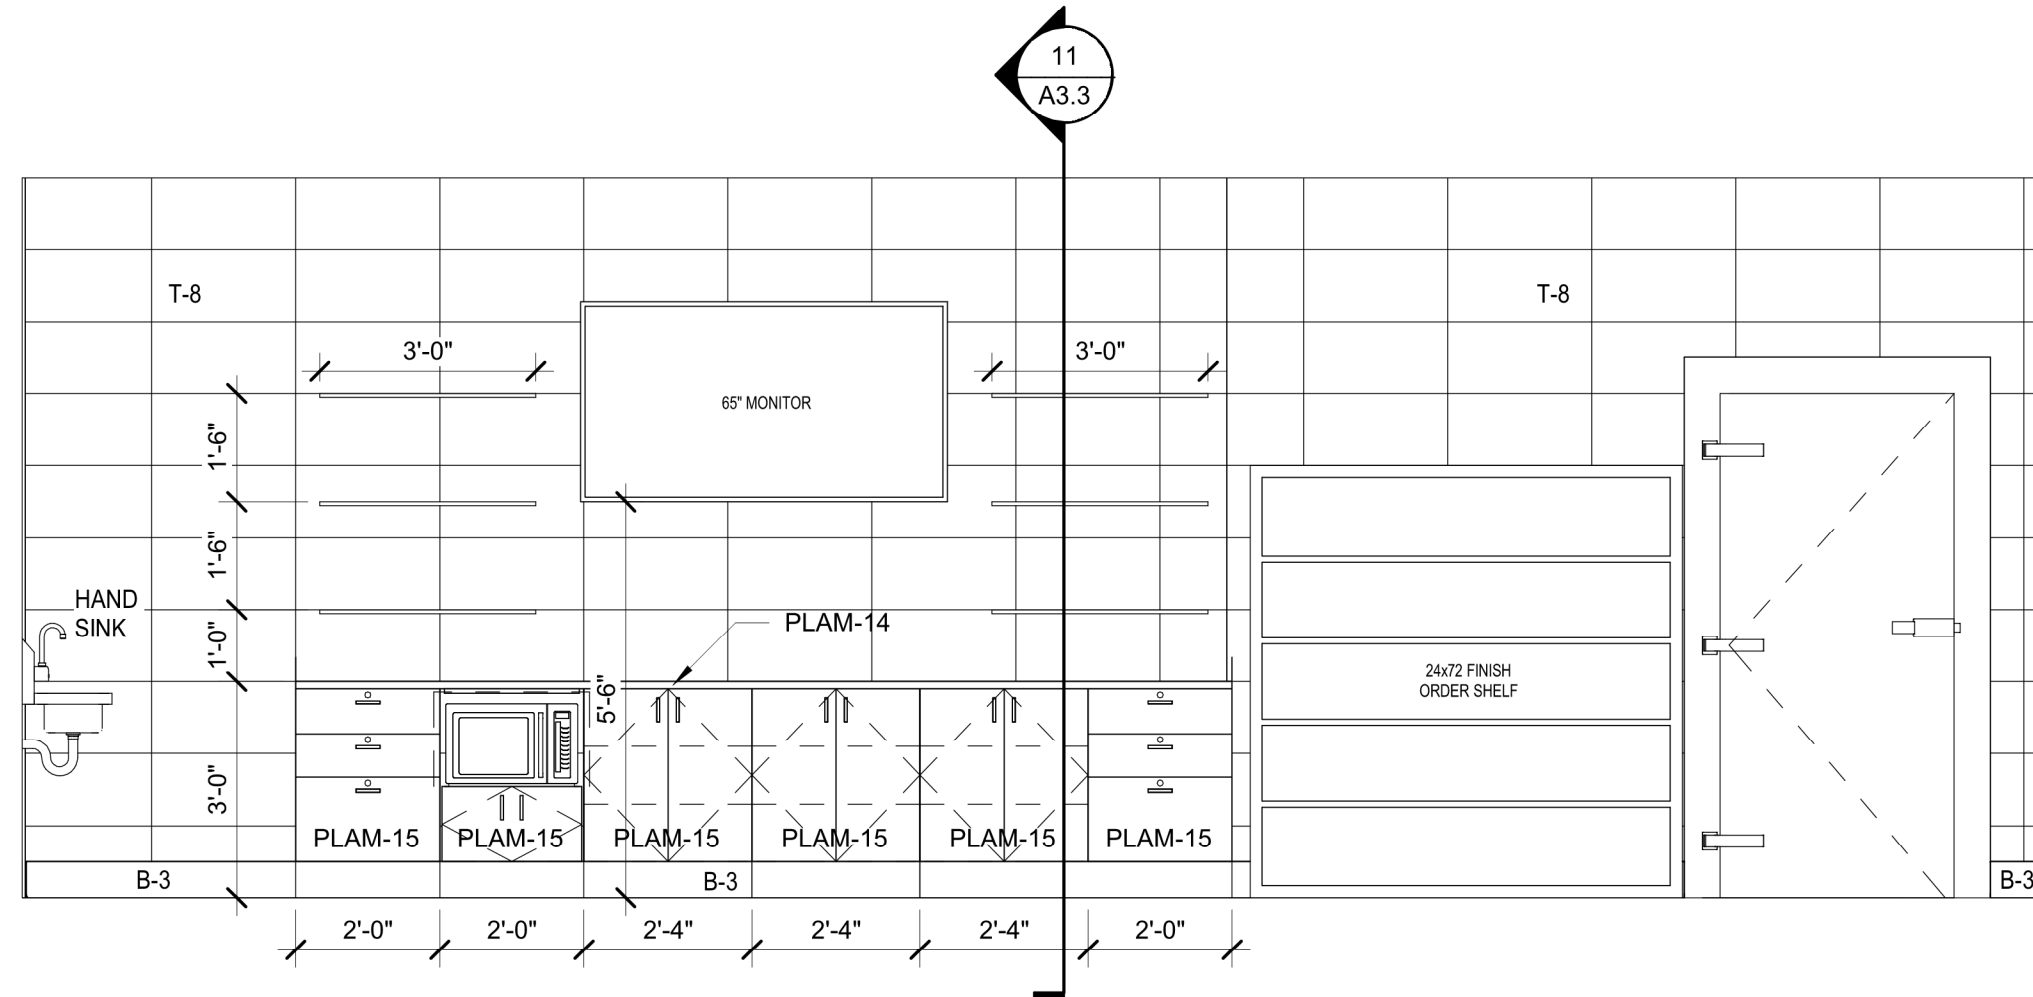 11
A3.3
T-8
T-8
3'-0"
3'-0"
65" MONITOR
1'-6"
1'-6"
HAND
SINK
1'-0"
PLAM-14
24x72 FINISH
ORDER SHELF
5'-6"
3'-0"
PLAM-15
PLAM-15
PLAM-15
PLAM-15
PLAM-15
PLAM-15
B-3
B-3
B-3
2'-0"
2'-0"
2'-4"
2'-4"
2'-4"
2'-0"